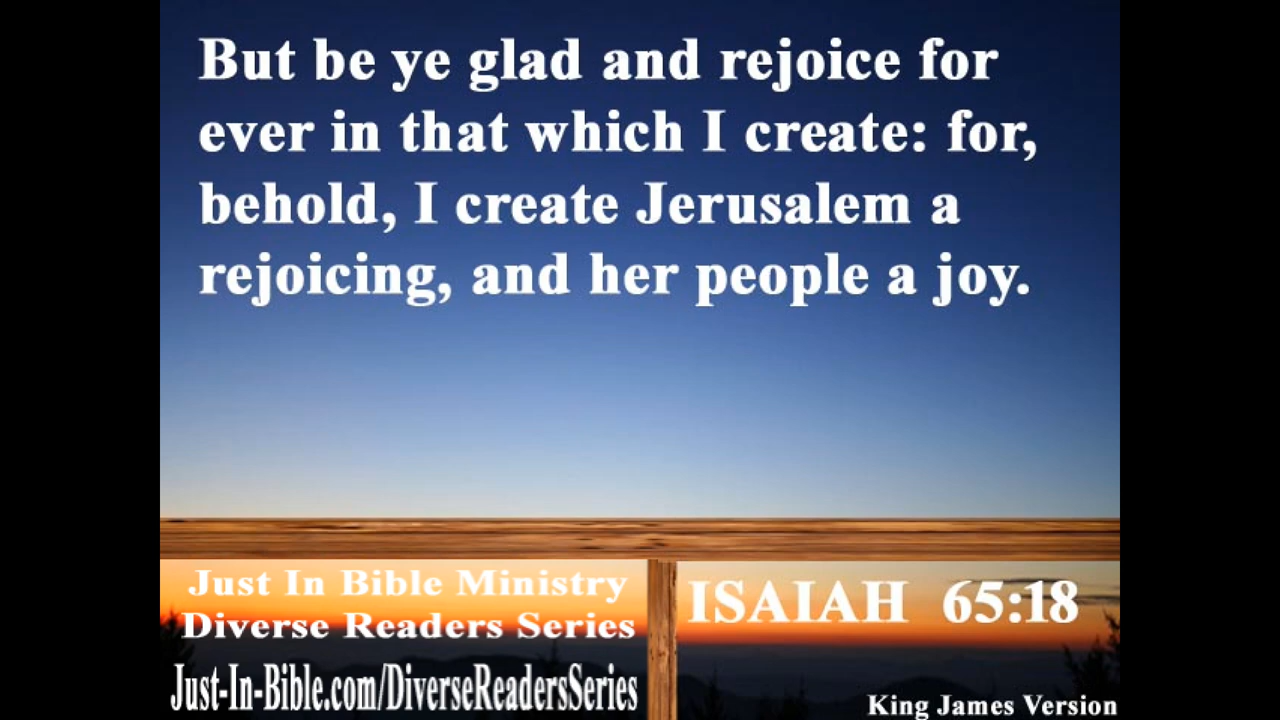 But be ye glad and rejoice for
ever in that which I create: for,
behold, I create Jerusalem a
rejoicing, and her people a joy.
Just In Bible Ministry
Diverse Readers Series
Just-In-Bible.com/DiverseReadersSeries
ISAIAH 65:18
King James Version